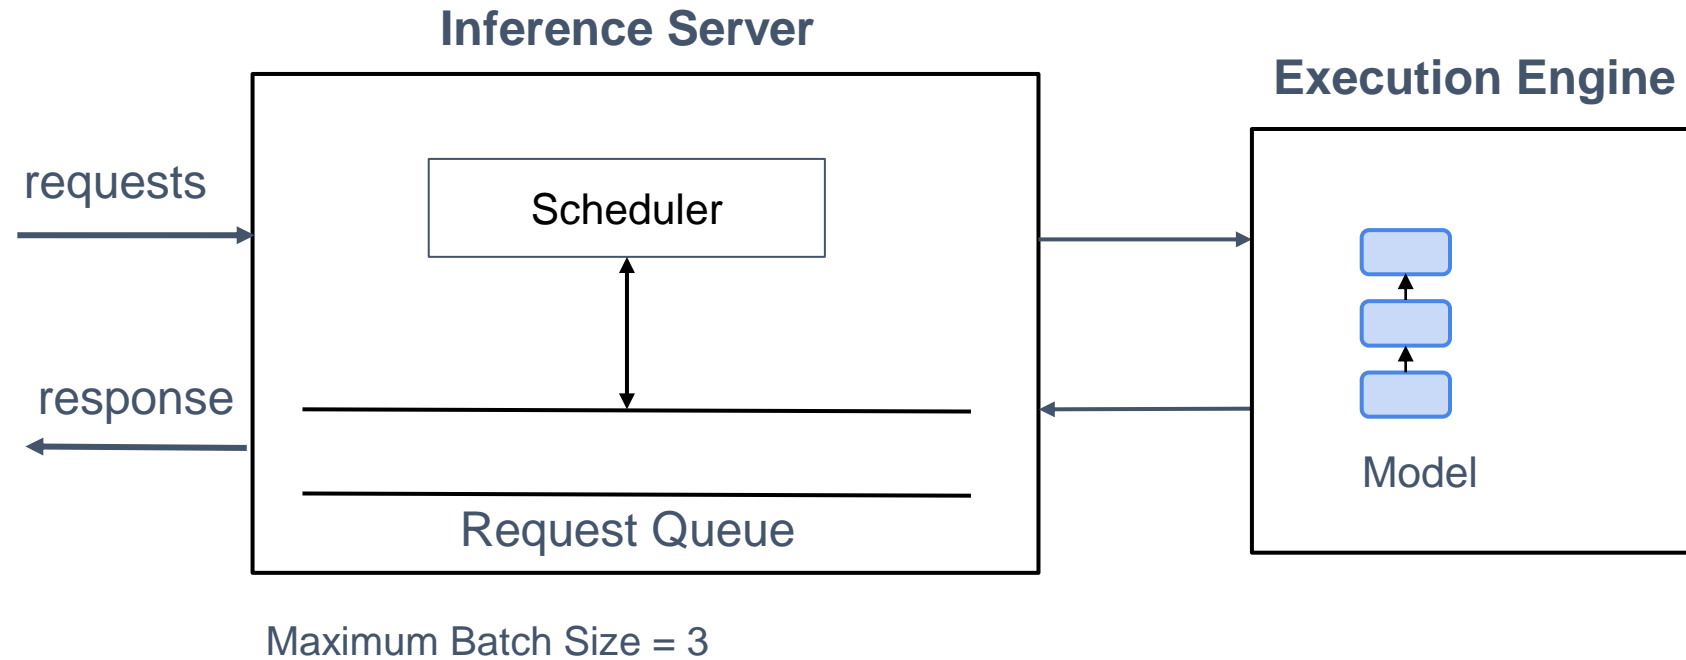 Inference Server
Execution Engine
requests
Scheduler
response
Model
Request Queue
Maximum Batch Size = 3